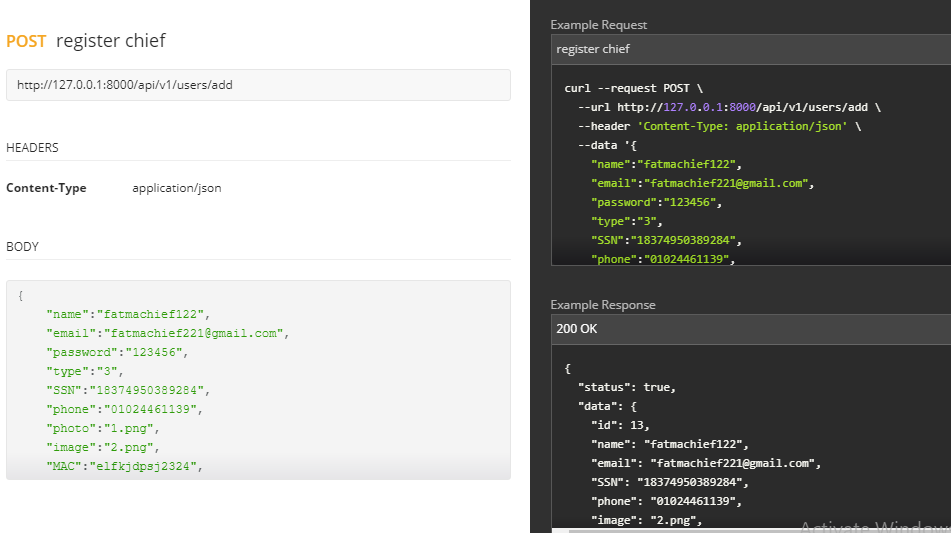 POST register chief
http://127.0.0.1:8000/api/v1/users/add
HEADERS
Content-Type application/json
BODY
{
"name":"fatmachief122",
"email":"fatmachief221@gmail.com",
"password":"123456",
"type":"3",
"SSN":"18374950389284",
"phone":"01024461139",
"photo":"1.png",
"image":"2.png",
"MAC":"elfkjdpsj2324",
Example Request
register chief
curl --request POST \
--url http://127.0.0.1:8000/api/v1/users/add \
--header 'Content-Type: application/json' \
--data '{
"name":"fatmachief122",
"email":"fatmachief221@gmail.com",
"password":"123456",
"type":"3",
"SSN":"18374950389284",
"phone":"01024461139",
Example Response
200 OK
{
"status": true,
"data": {
"id": 13,
"name": "fatmachief122",
"email": "fatmachief221@gmail.com",
"SSN": "18374950389284",
"phone": "01024461139",
"image": "2.png",
Activate Window